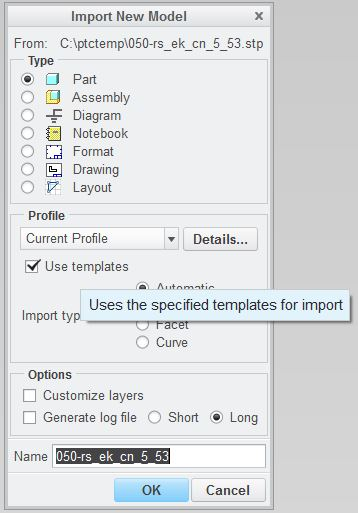 Import New Model
From: C:\ptctemp\050-rs_ek_cn_5_53.stp
Type
Part
Assembly
Diagram
Notebook
Format
Drawing
Layout
Profile
Current Profile
Details...
Use templates
Automatic
Uses the specified templates for import
Import typ
Facet
Curve
Options
Customize layers
Generate log file Short Long
Name 050-rs_ek_cn_5_53
OK Cancel